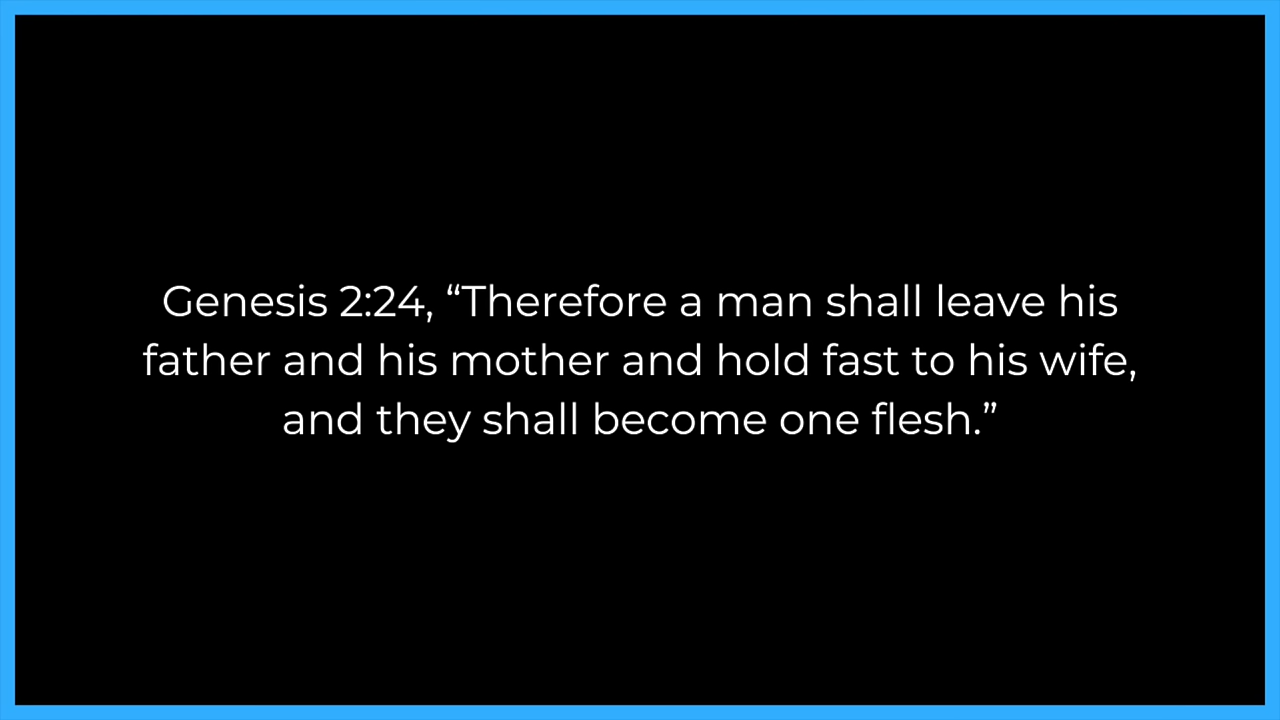 Genesis 2:24, “Therefore a man shall leave his
father and his mother and hold fast to his wife,
and they shall become one flesh.”